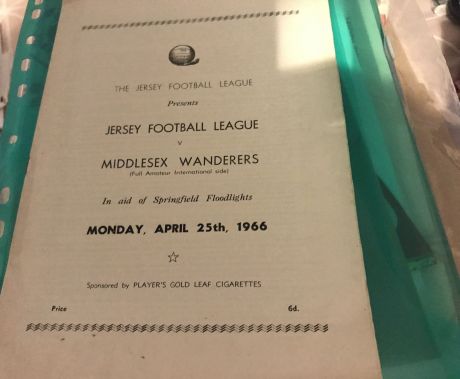 THE JERSEY FOOTBALL LEAGUE
Presents
JERSEY FOOTBALL LEAGUE
v
MIDDLESEX WANDERERS
(Full Amateur International side)
In aid of Springfield Floodlights
MONDAY, APRIL 25th, 1966
Sponsored by PLAYER'S GOLD LEAF CIGARETTES
Price 6d.